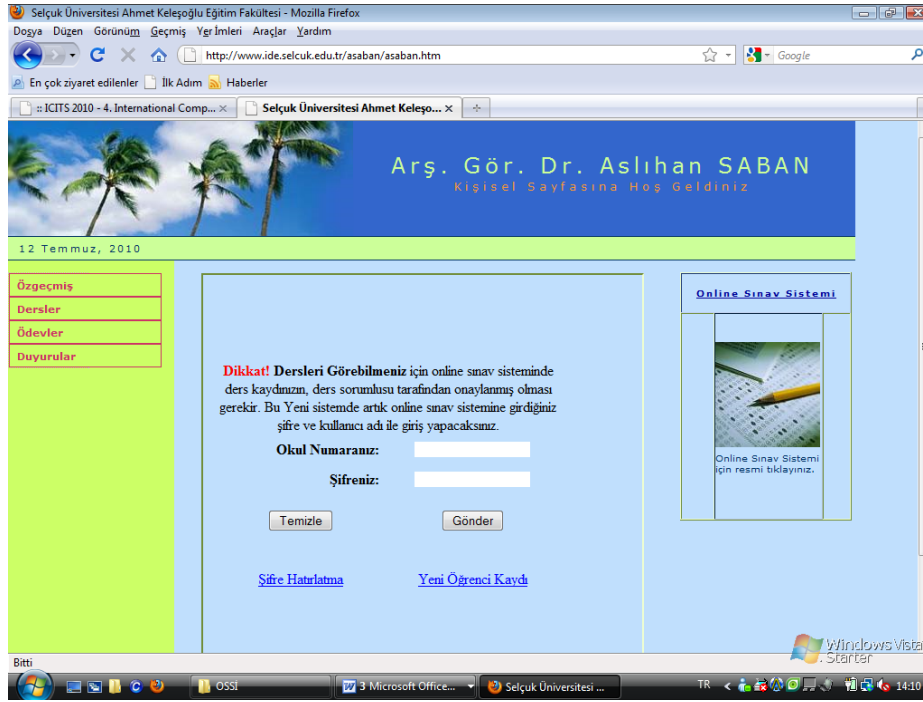 Selçuk Üniversitesi Ahmet Keleşoğlu Eğitim Fakültesi - Mozilla Firefox
Dosya Düzen Görünüm Geçmiş Yer İmleri Araçlar Yardım
http://www.ide.selcuk.edu.tr/asaban/asaban.htm
Google
En çok ziyaret edilenler İlk Adım Haberler
:: ICITS 2010 - 4. International Comp...
Selçuk Üniversitesi Ahmet Keleşo...
Arş. Gör. Dr. Aslıhan SABAN
Kişisel Sayfasına Hoş Geldiniz
12 Temmuz, 2010
Özgeçmiş
Dersler
Ödevler
Duyurular
Dikkat! Dersleri Görebilmeniz için online sınav sisteminde
ders kaydınızın, ders sorumlusu tarafından onaylanmış olması
gerekir. Bu Yeni sistemde artık online sınav sistemine girdiğiniz
şifre ve kullanıcı adı ile giriş yapacaksınız.
Okul Numaranız:
Şifreniz:
Temizle Gönder
Şifre Hatırlatma Yeni Öğrenci Kaydı
Online Sınav Sistemi
Online Sınav Sistemi
için resmi tıklayınız.
Windows Vista
Starter
Bitti
OSSİ
3 Microsoft Office...
Selçuk Üniversitesi ...
TR
14:10